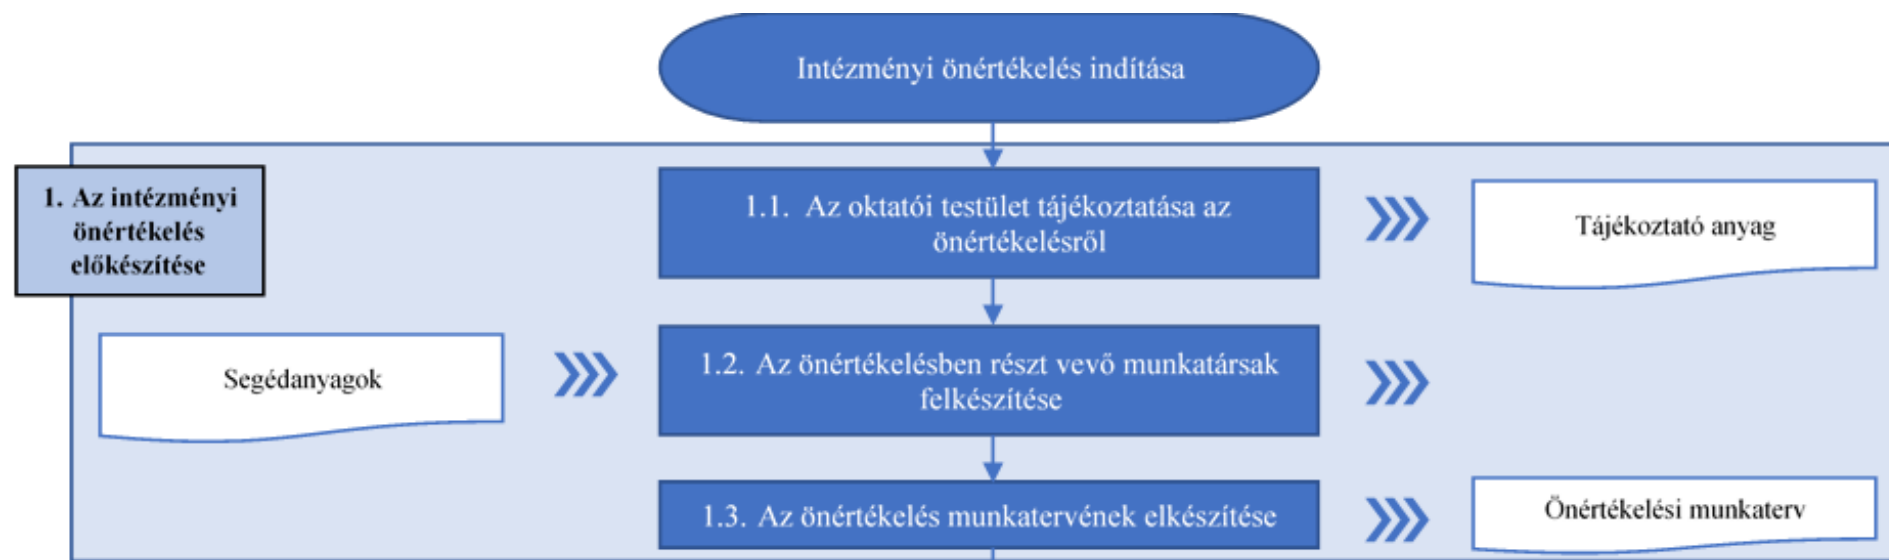 Intézményi önértékelés indítása
1. Az intézményi
önértékelés
előkészítése
1.1. Az oktatói testület tájékoztatása az
önértékelésről
Tájékoztató anyag
Segédanyagok
1.2. Az önértékelésben részt vevő munkatársak
felkészítése
1.3. Az önértékelés munkatervének elkészítése
Önértékelési munkaterv